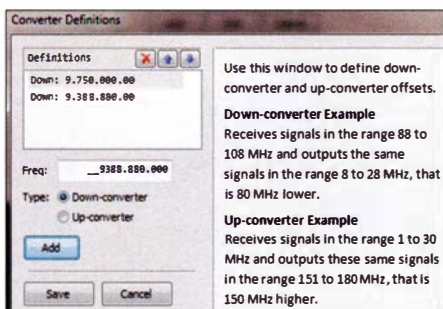 Converter Definitions
Definitions
Down: 9.750.000.00
Down: 9.388.880.00
Freq: __9388.880.000
Type: Down-converter
Up-converter
Add
Save Cancel
Use this window to define down-
converter and up-converter offsets.
Down-converter Example
Receives signals in the range 88 to
108 MHz and outputs the same
signals in the range 8 to 28 MHz, that
is 80 MHz lower.
Up-converter Example
Receives signals in the range 1 to 30
MHz and outputs these same signals
in the range 151 to 180 MHz, that is
150 MHz higher.